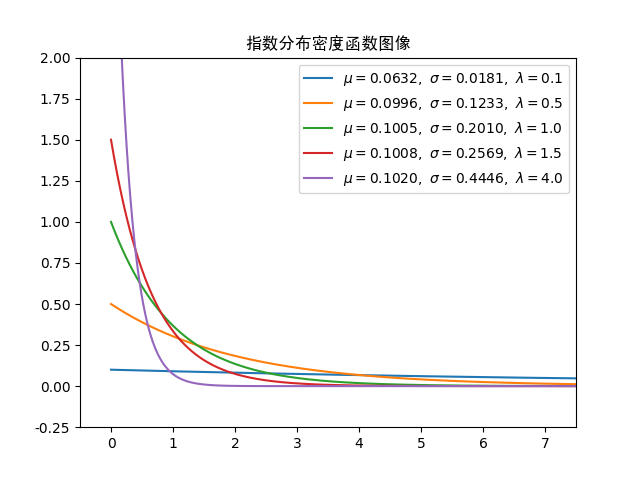 指数分布密度函数图像
2.00
1.75
1.50
1.25
1.00
0.75
0.50
0.25
0.00
-0.25
0 1 2 3 4 5 6 7
μ = 0.0632, σ = 0.0181, λ = 0.1
μ = 0.0996, σ = 0.1233, λ = 0.5
μ = 0.1005, σ = 0.2010, λ = 1.0
μ = 0.1008, σ = 0.2569, λ = 1.5
μ = 0.1020, σ = 0.4446, λ = 4.0